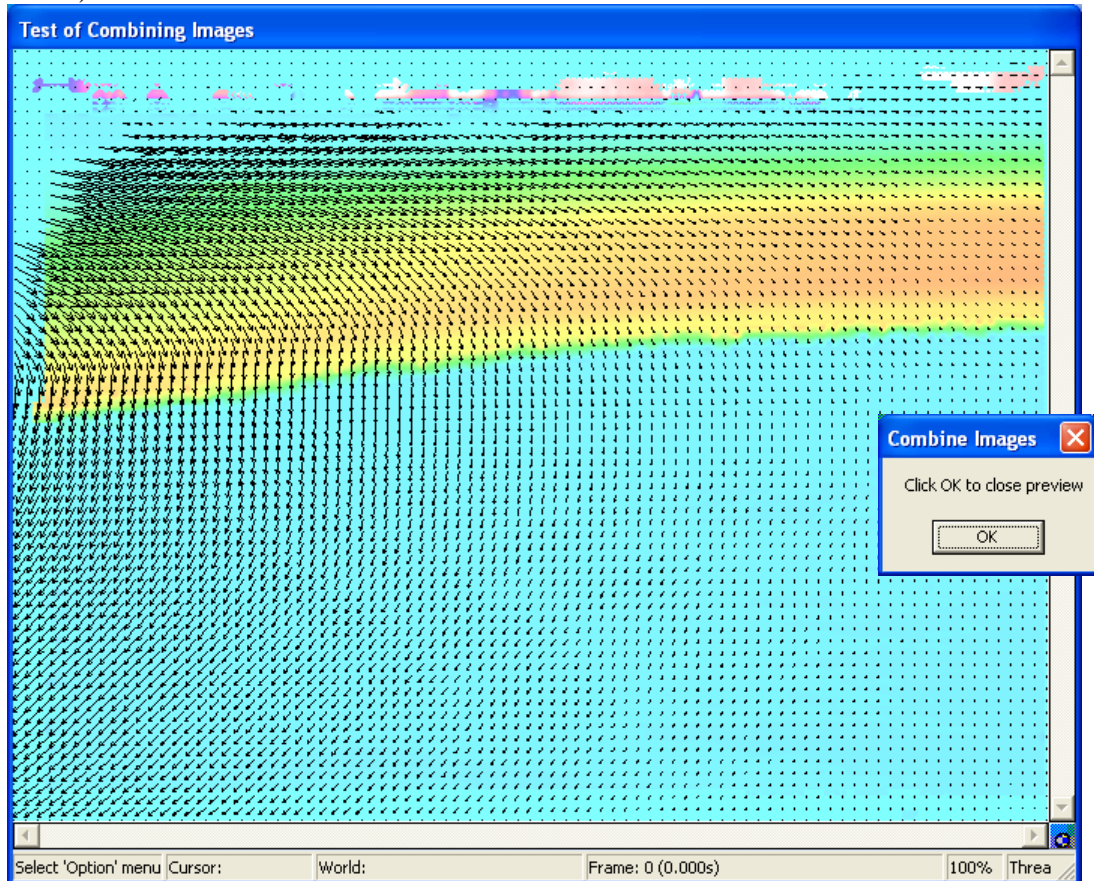 Test of Combining Images
Combine Images
Click OK to close preview
OK
Select 'Option' menu Cursor: World: Frame: 0 (0.000s) 100% Threa